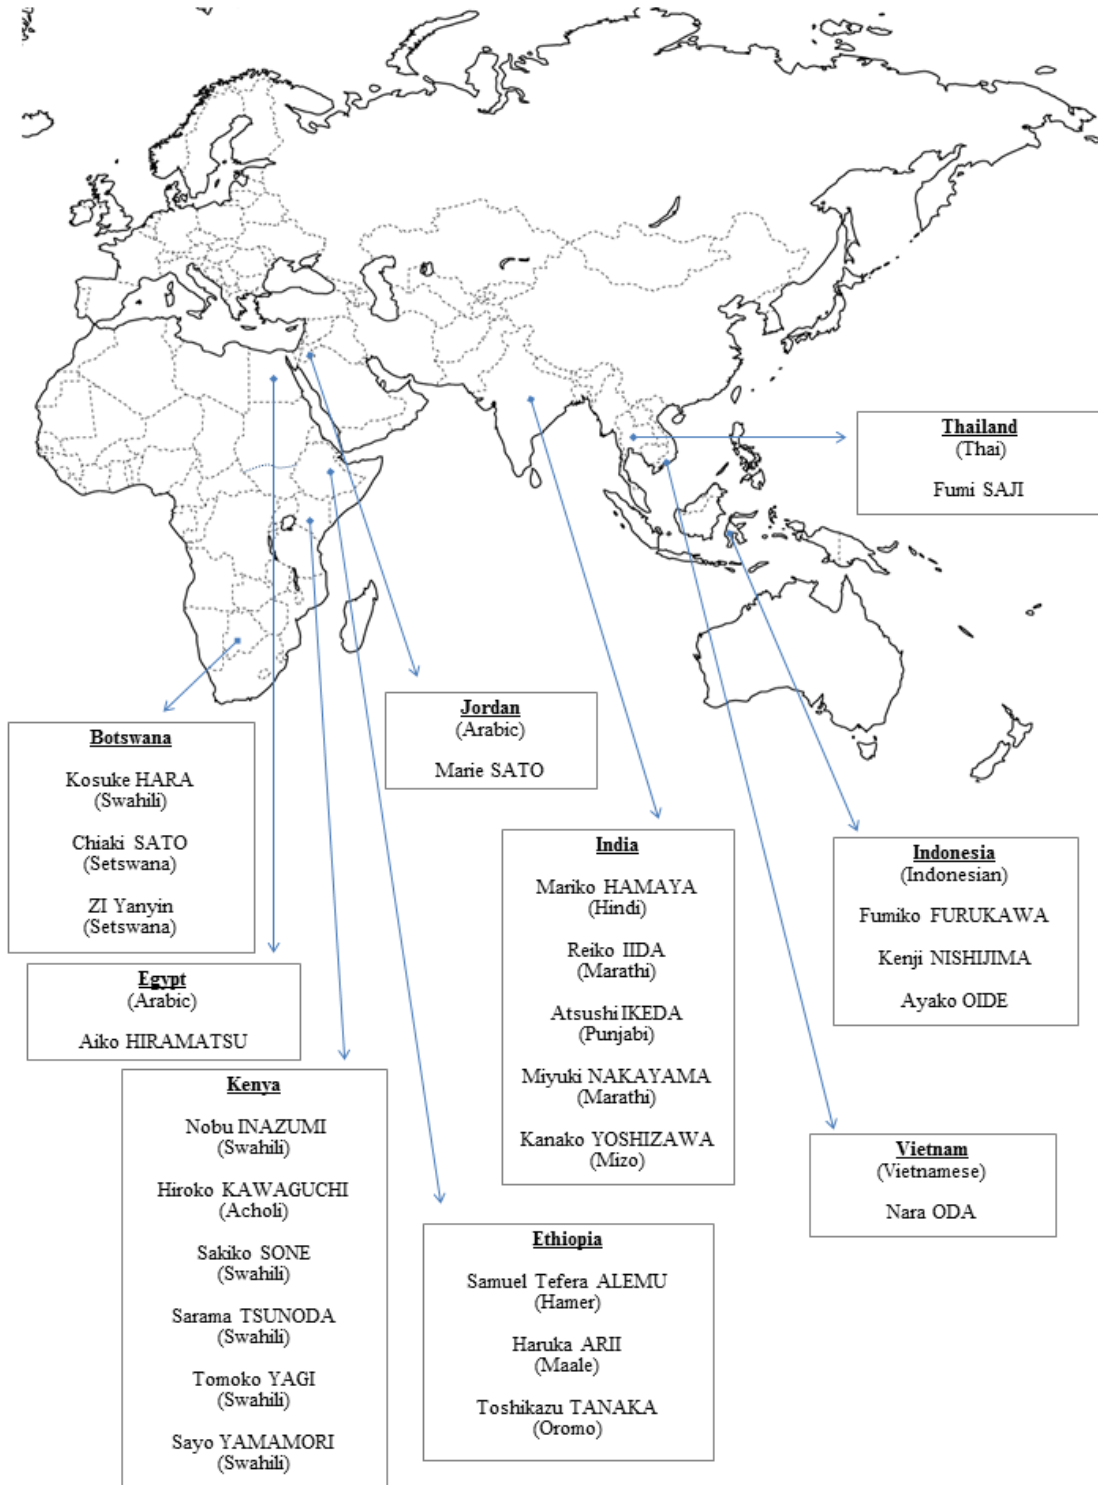 Thailand
(Thai)
Fumi SAJI
Jordan
(Arabic)
Marie SATO
Botswana
Kosuke HARA
(Swahili)
Chiaki SATO
(Setswana)
ZI Yanyin
(Setswana)
India
Mariko HAMAYA
(Hindi)
Reiko IIDA
(Marathi)
Atsushi IKEDA
(Punjabi)
Miyuki NAKAYAMA
(Marathi)
Kanako YOSHIZAWA
(Mizo)
Indonesia
(Indonesian)
Fumiko FURUKAWA
Kenji NISHIJIMA
Ayako OIDE
Egypt
(Arabic)
Aiko HIRAMATSU
Kenya
Nobu INAZUMI
(Swahili)
Hiroko KAWAGUCHI
(Acholi)
Sakiko SONE
(Swahili)
Sarama TSUNODA
(Swahili)
Tomoko YAGI
(Swahili)
Sayo YAMAMORI
(Swahili)
Vietnam
(Vietnamese)
Nara ODA
Ethiopia
Samuel Tefera ALEMU
(Hamer)
Haruka ARII
(Maale)
Toshikazu TANAKA
(Oromo)